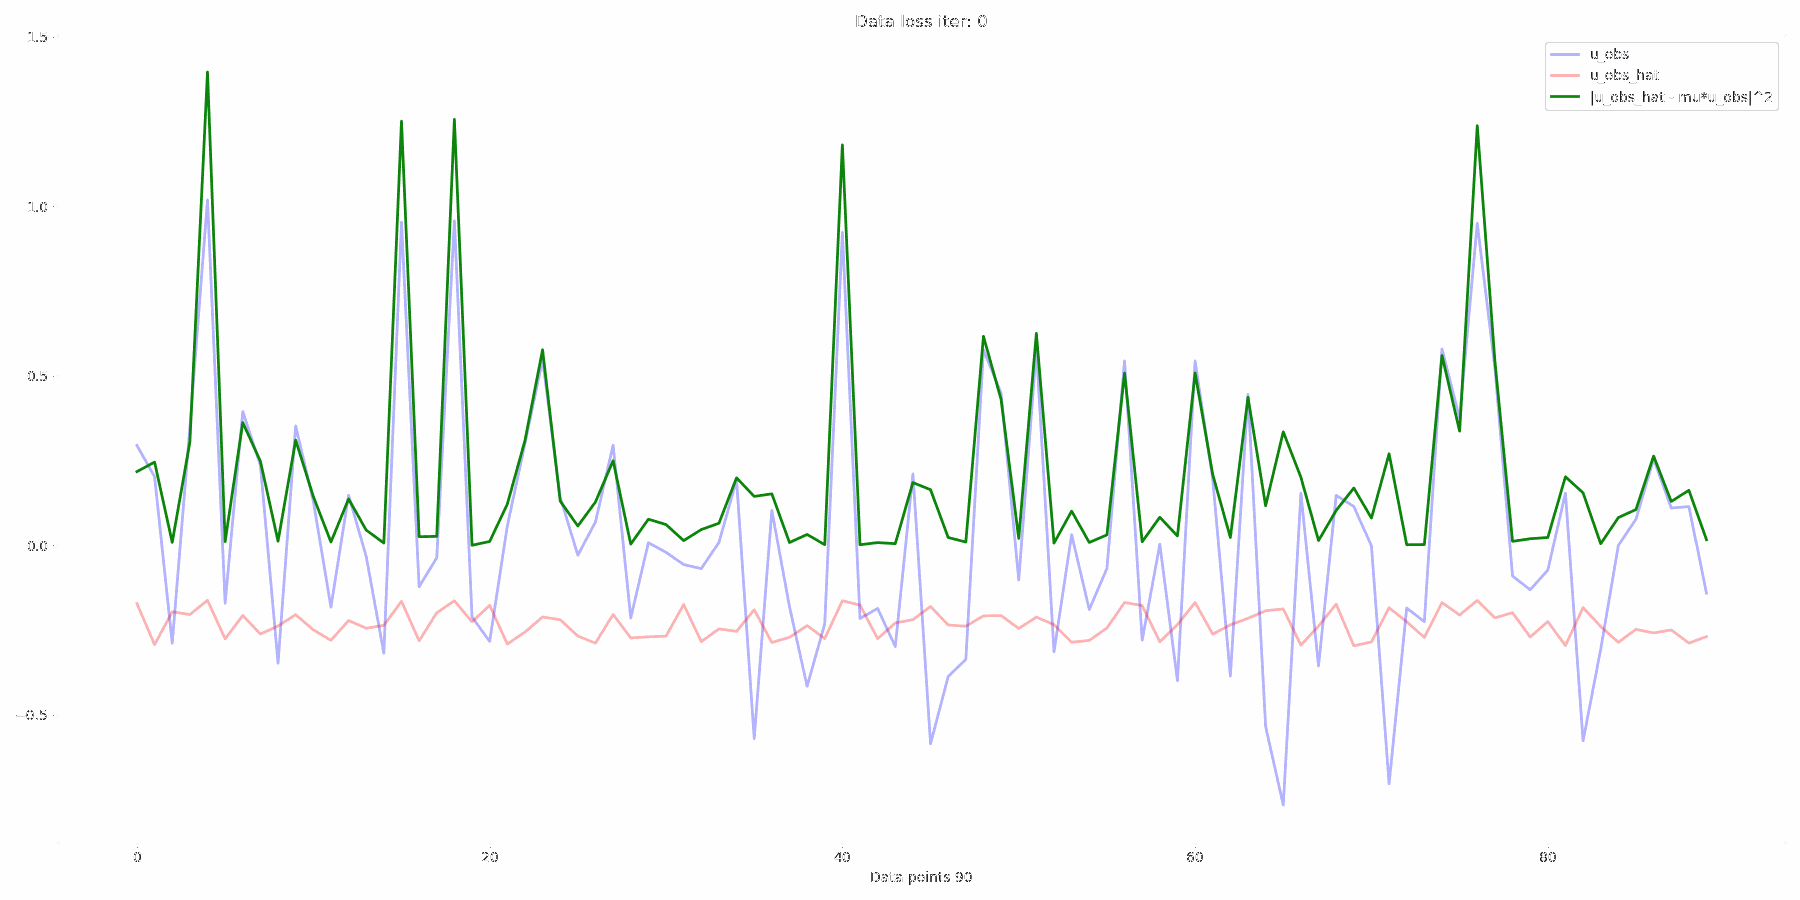 Data loss iter: 0
1.5
1.0
0.5
0.0
−0.5
u_obs
u_obs_hat
|u_obs_hat - mu*u_obs|^2
0 20 40 60 80
Data points 90